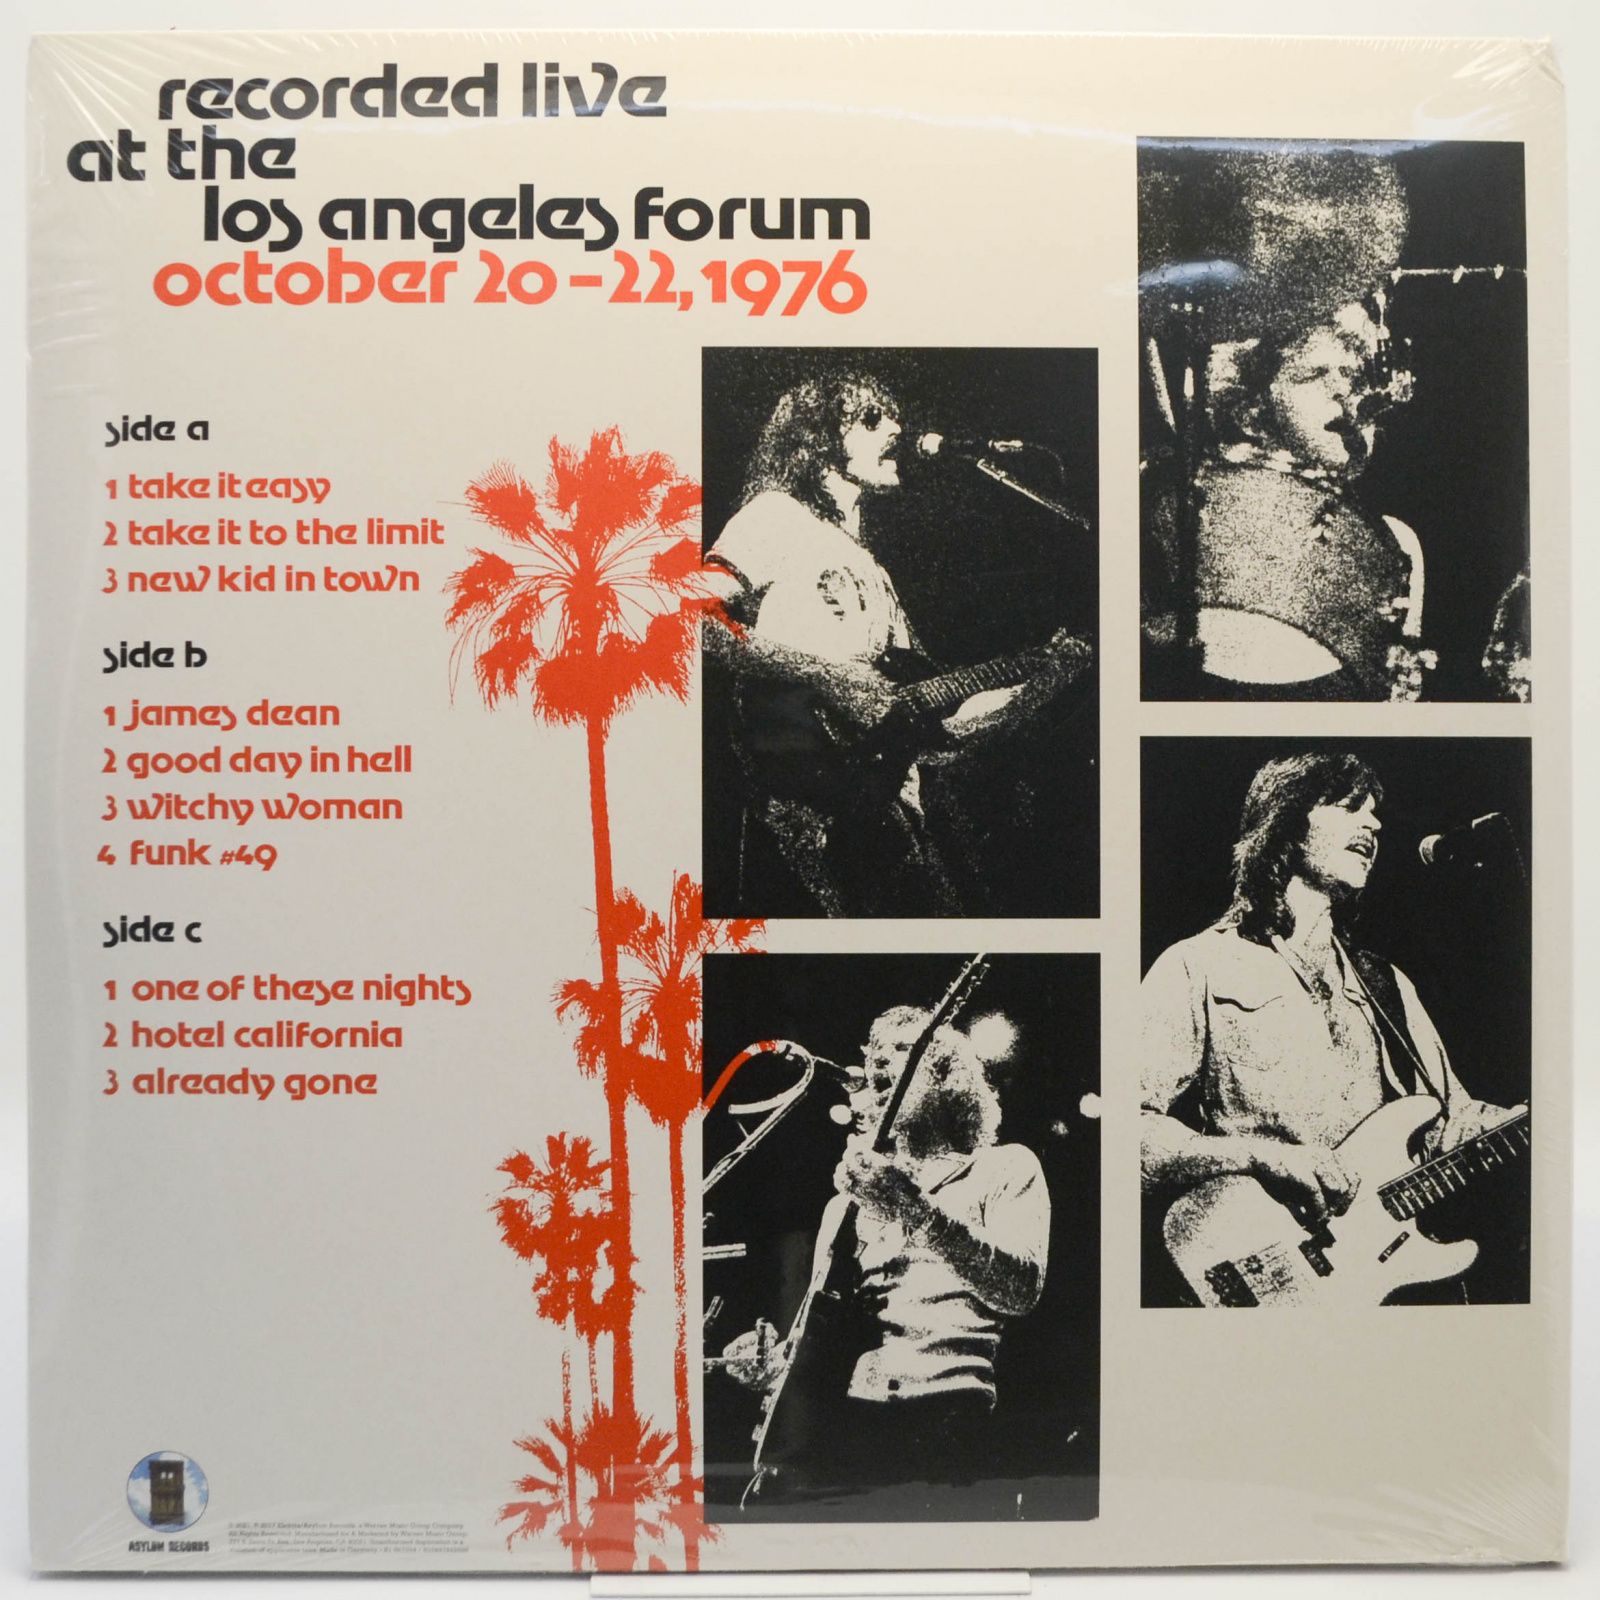 recorded live
at the
los angeles forum
october 20-22, 1976
side a
1 take it easy
2 take it to the limit
3 new kid in town
side b
1 james dean
2 good day in hell
3 witchy woman
4 funk #49
side c
1 one of these nights
2 hotel california
3 already gone
ASYLUM RECORDS